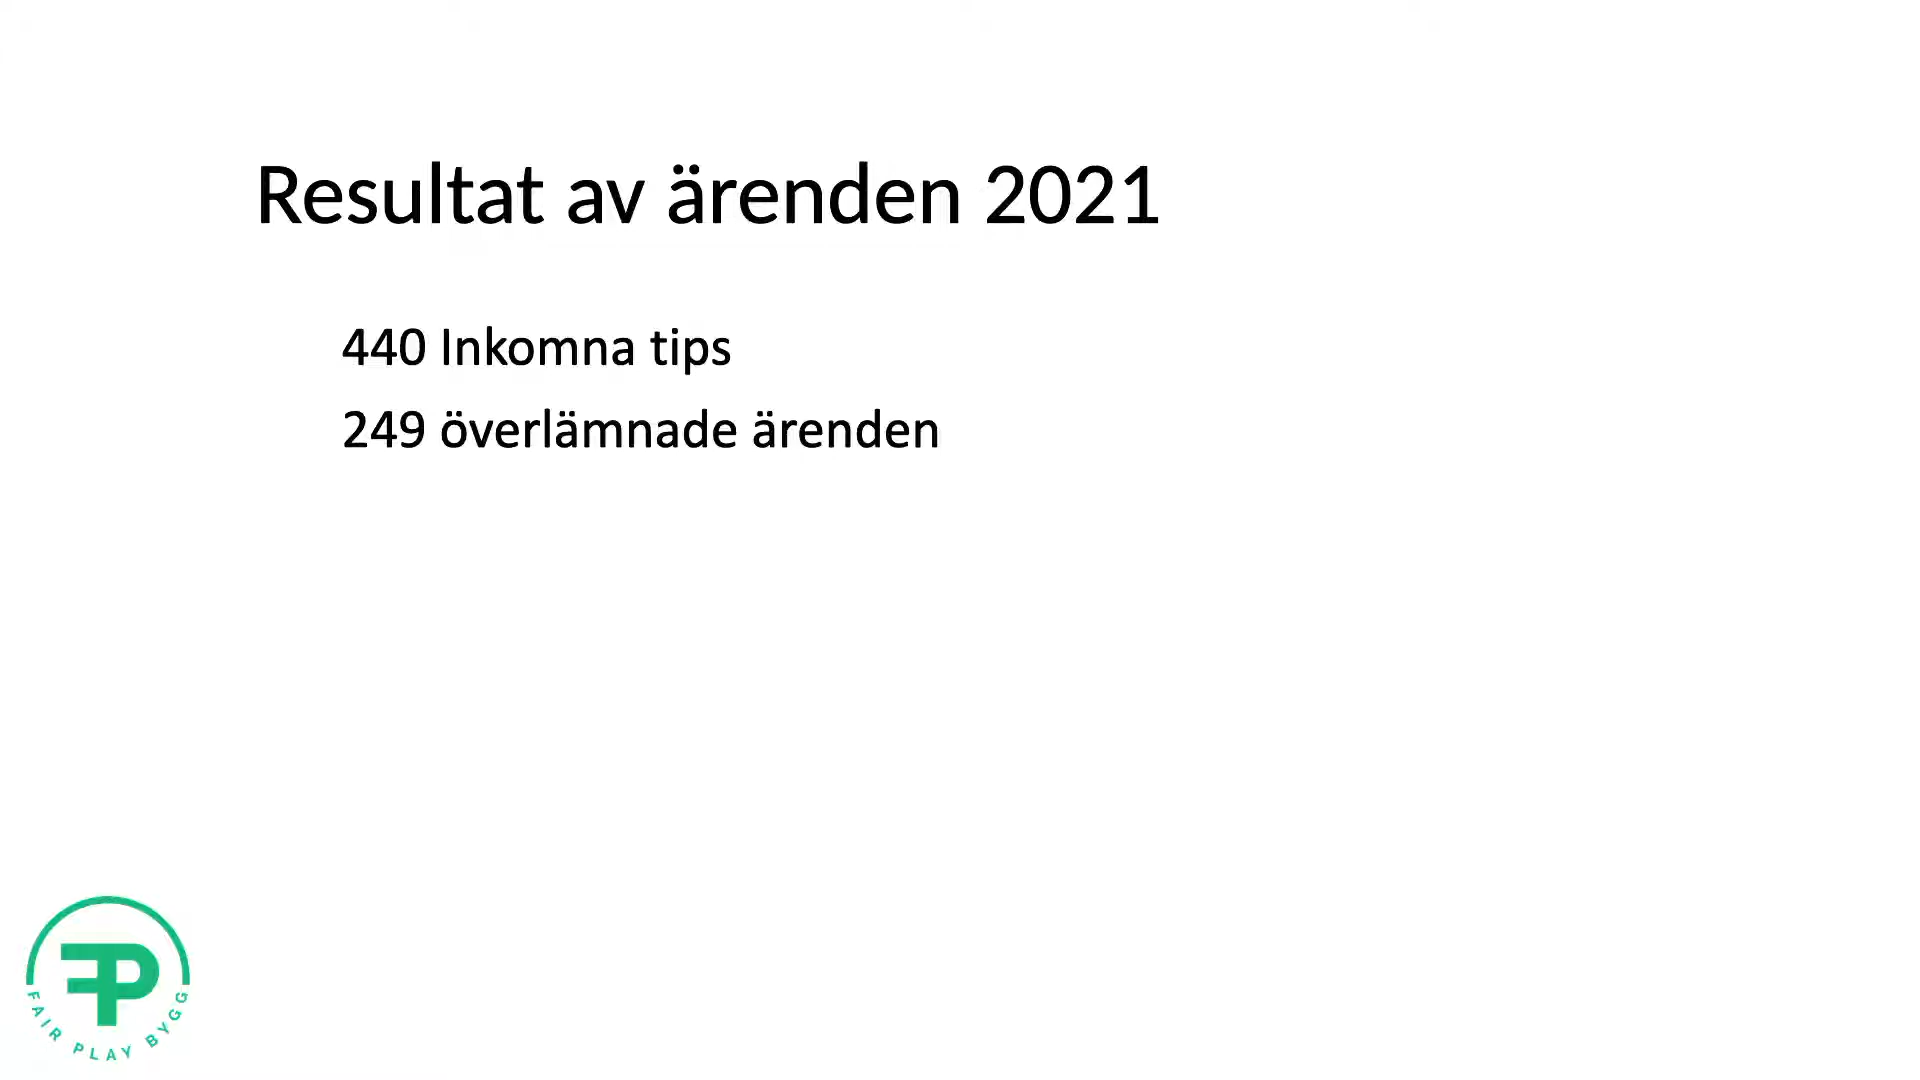 Resultat av ärenden 2021
440 Inkomna tips
249 överlämnade ärenden
FP
FAIR PLAY BYGG